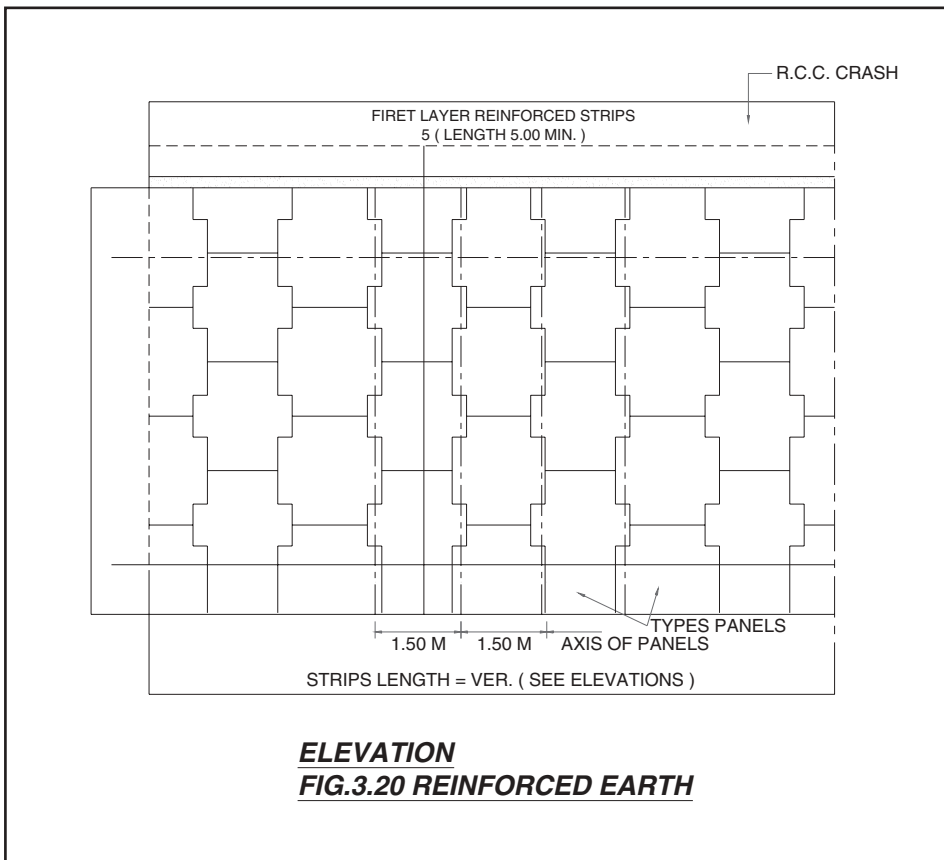 R.C.C. CRASH
FIRET LAYER REINFORCED STRIPS
5 ( LENGTH 5.00 MIN. )
TYPES PANELS
1.50 M 1.50 M AXIS OF PANELS
STRIPS LENGTH = VER. ( SEE ELEVATIONS )
ELEVATION
FIG.3.20 REINFORCED EARTH